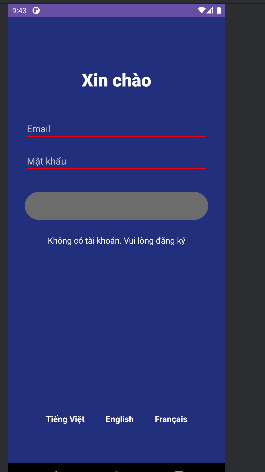 9:43
Xin chào
Email
Mật khẩu
Không có tài khoản. Vui lòng đăng ký
Tiếng Việt English Français